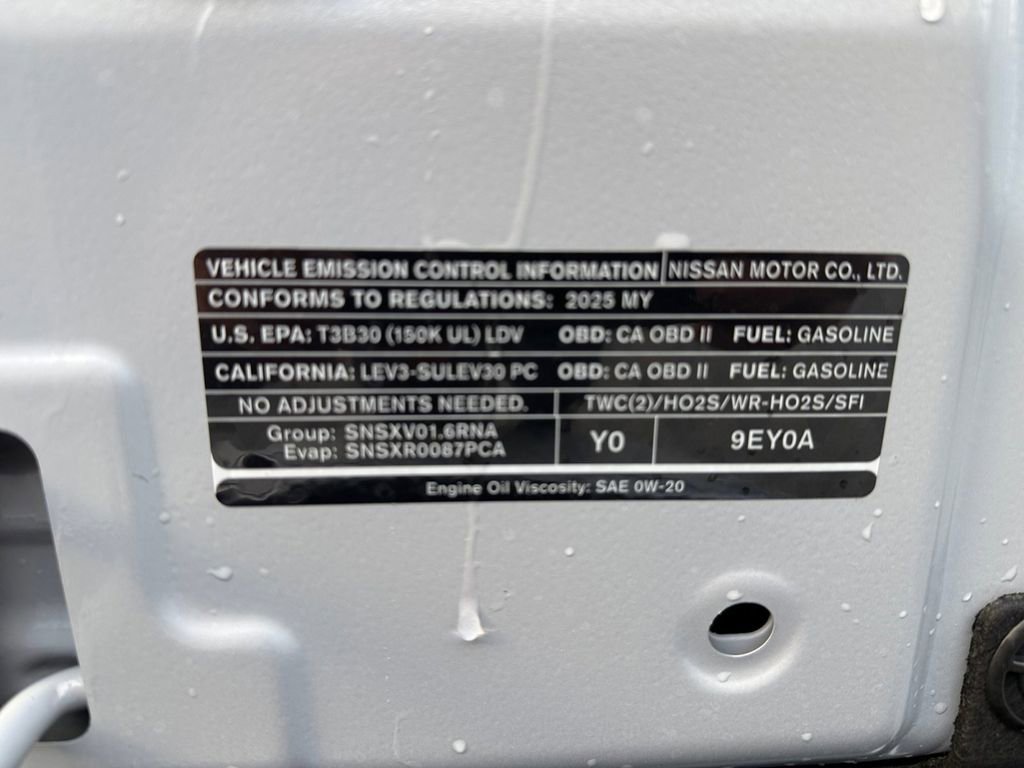 VEHICLE EMISSION CONTROL INFORMATION NISSAN MOTOR CO., LTD.
CONFORMS TO REGULATIONS: 2025 MY
U.S. EPA: T3B30 (150K UL) LDV OBD: CA OBD II FUEL: GASOLINE
CALIFORNIA: LEV3-SULEV30 PC OBD: CA OBD II FUEL: GASOLINE
NO ADJUSTMENTS NEEDED. TWC(2)/HO2S/WR-HO2S/SFI
Group: SNSXV01.6RNA
Evap: SNSXR0087PCA
Y0 9EY0A
Engine Oil Viscosity: SAE 0W-20